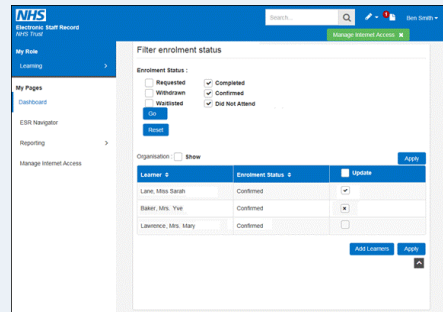 NHS
Electronic Staff Record
NHS Trust
Search...
1
Ben Smith
Manage Internet Access ×
My Role
Learning >
My Pages
Dashboard
ESR Navigator
Reporting >
Manage Internet Access
Filter enrolment status
Enrolment Status :
Requested Completed
Withdrawn Confirmed
Waitlisted Did Not Attend
Go
Reset
Organisation : Show
Apply
Learner Enrolment Status Update
Lane, Miss Sarah Confirmed
Baker, Mrs. Yve Confirmed
Lawrence, Mrs. Mary Confirmed
Add Learners Apply